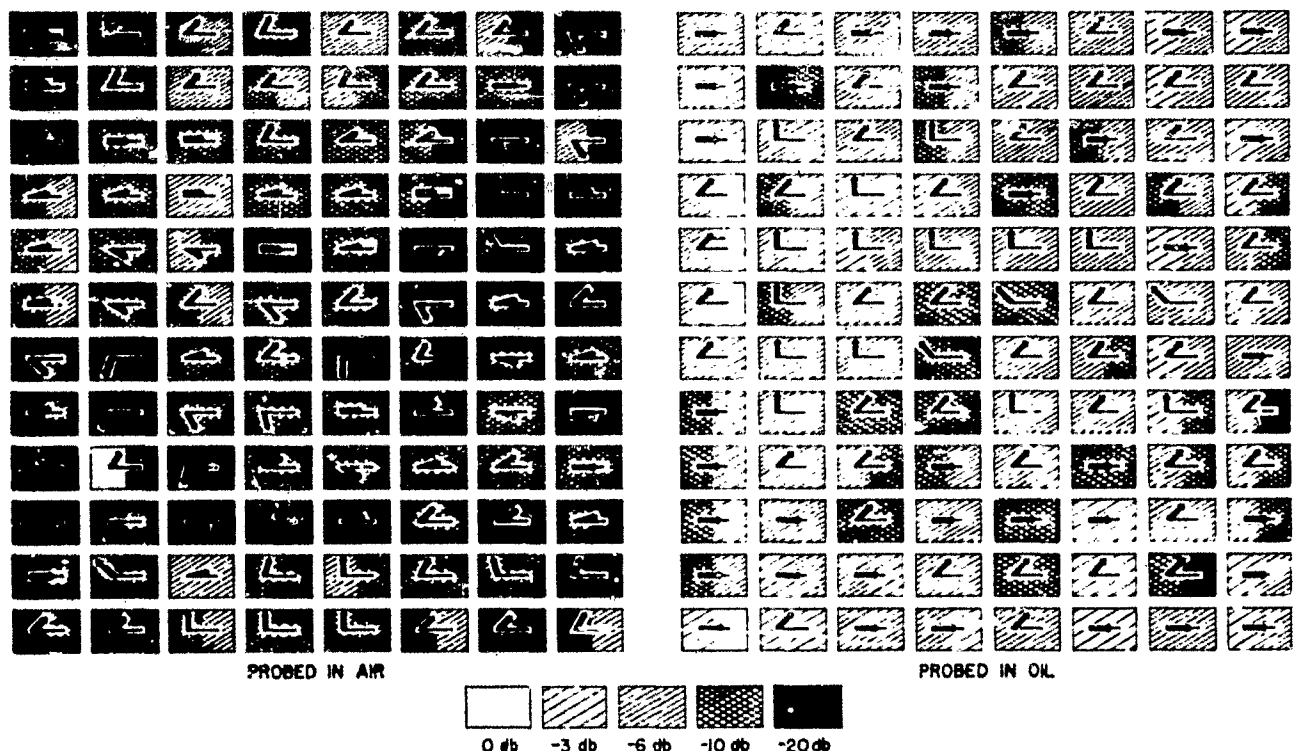 PROBED IN AIR
PROBED IN OIL
0 db
-3 db
-6 db
-10 db
-20 db